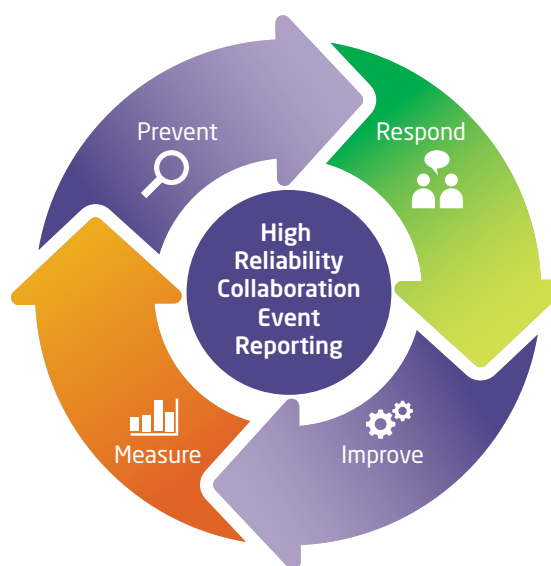 Prevent
Respond
High
Reliability
Collaboration
Event
Reporting
Measure
Improve